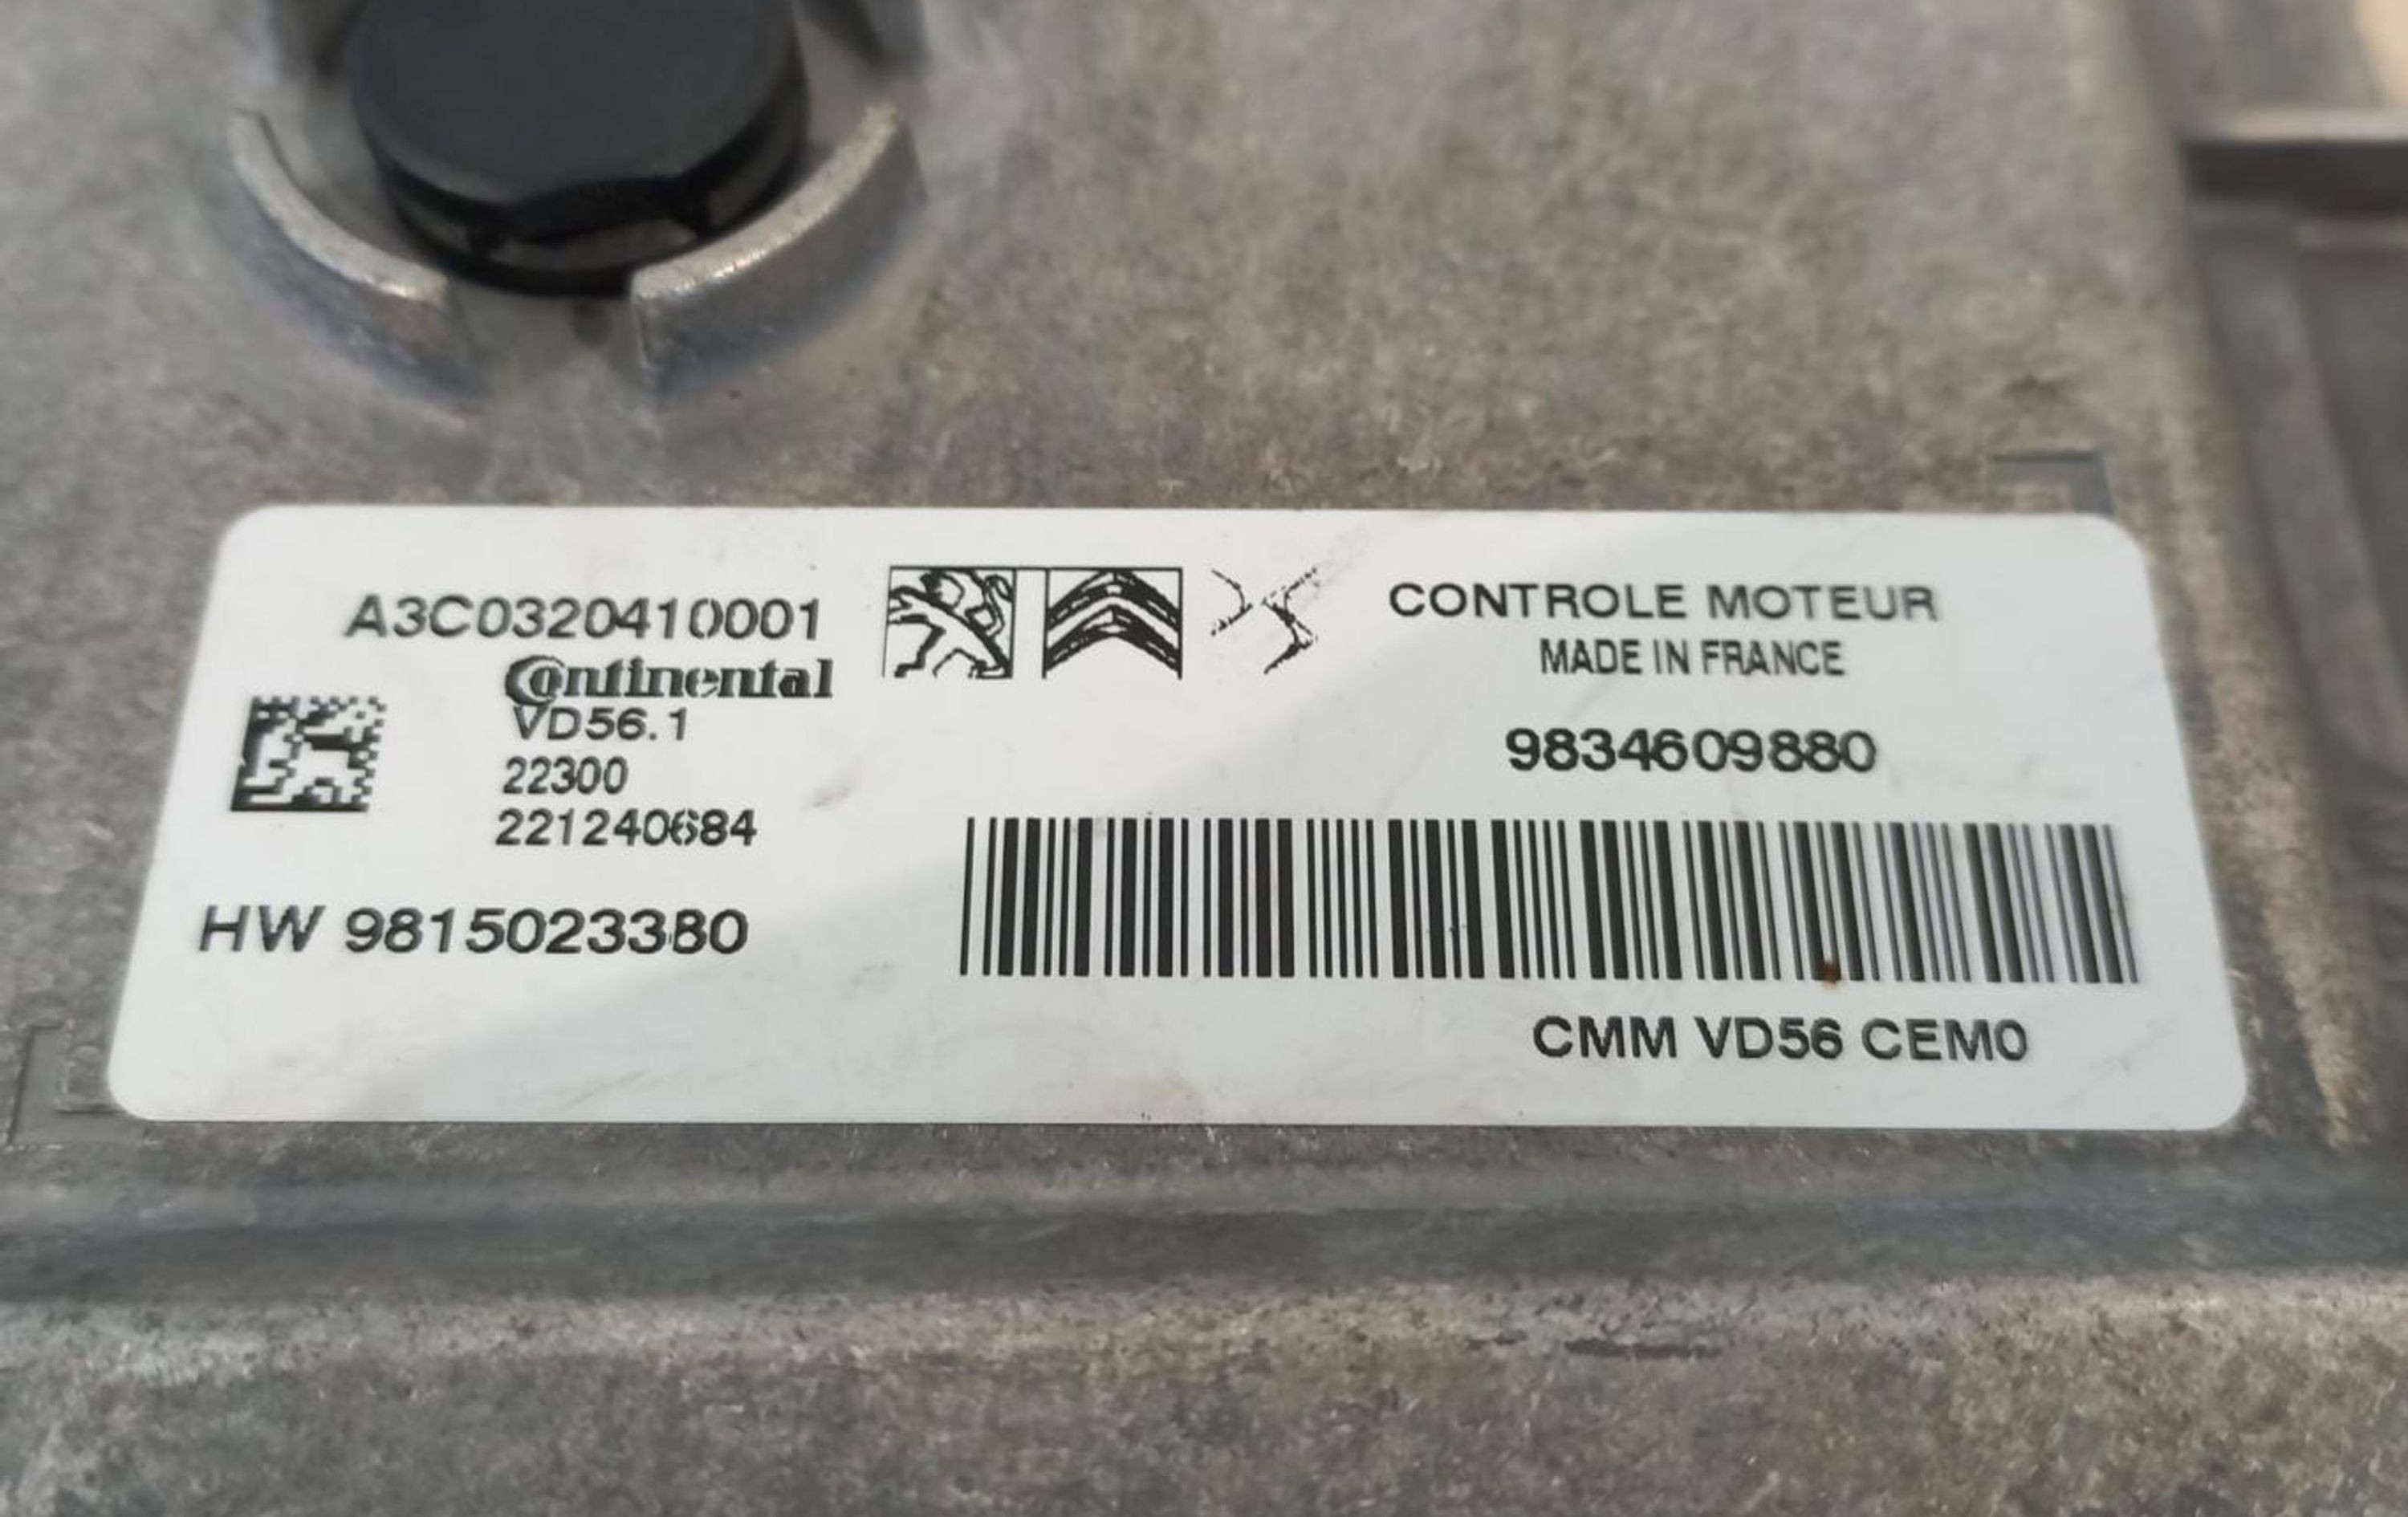 A3C0320410001
Continental
VD56.1
22300
221240684
HW 9815023380
CONTROLE MOTEUR
MADE IN FRANCE
9834609880
CMM VD56 CEM0